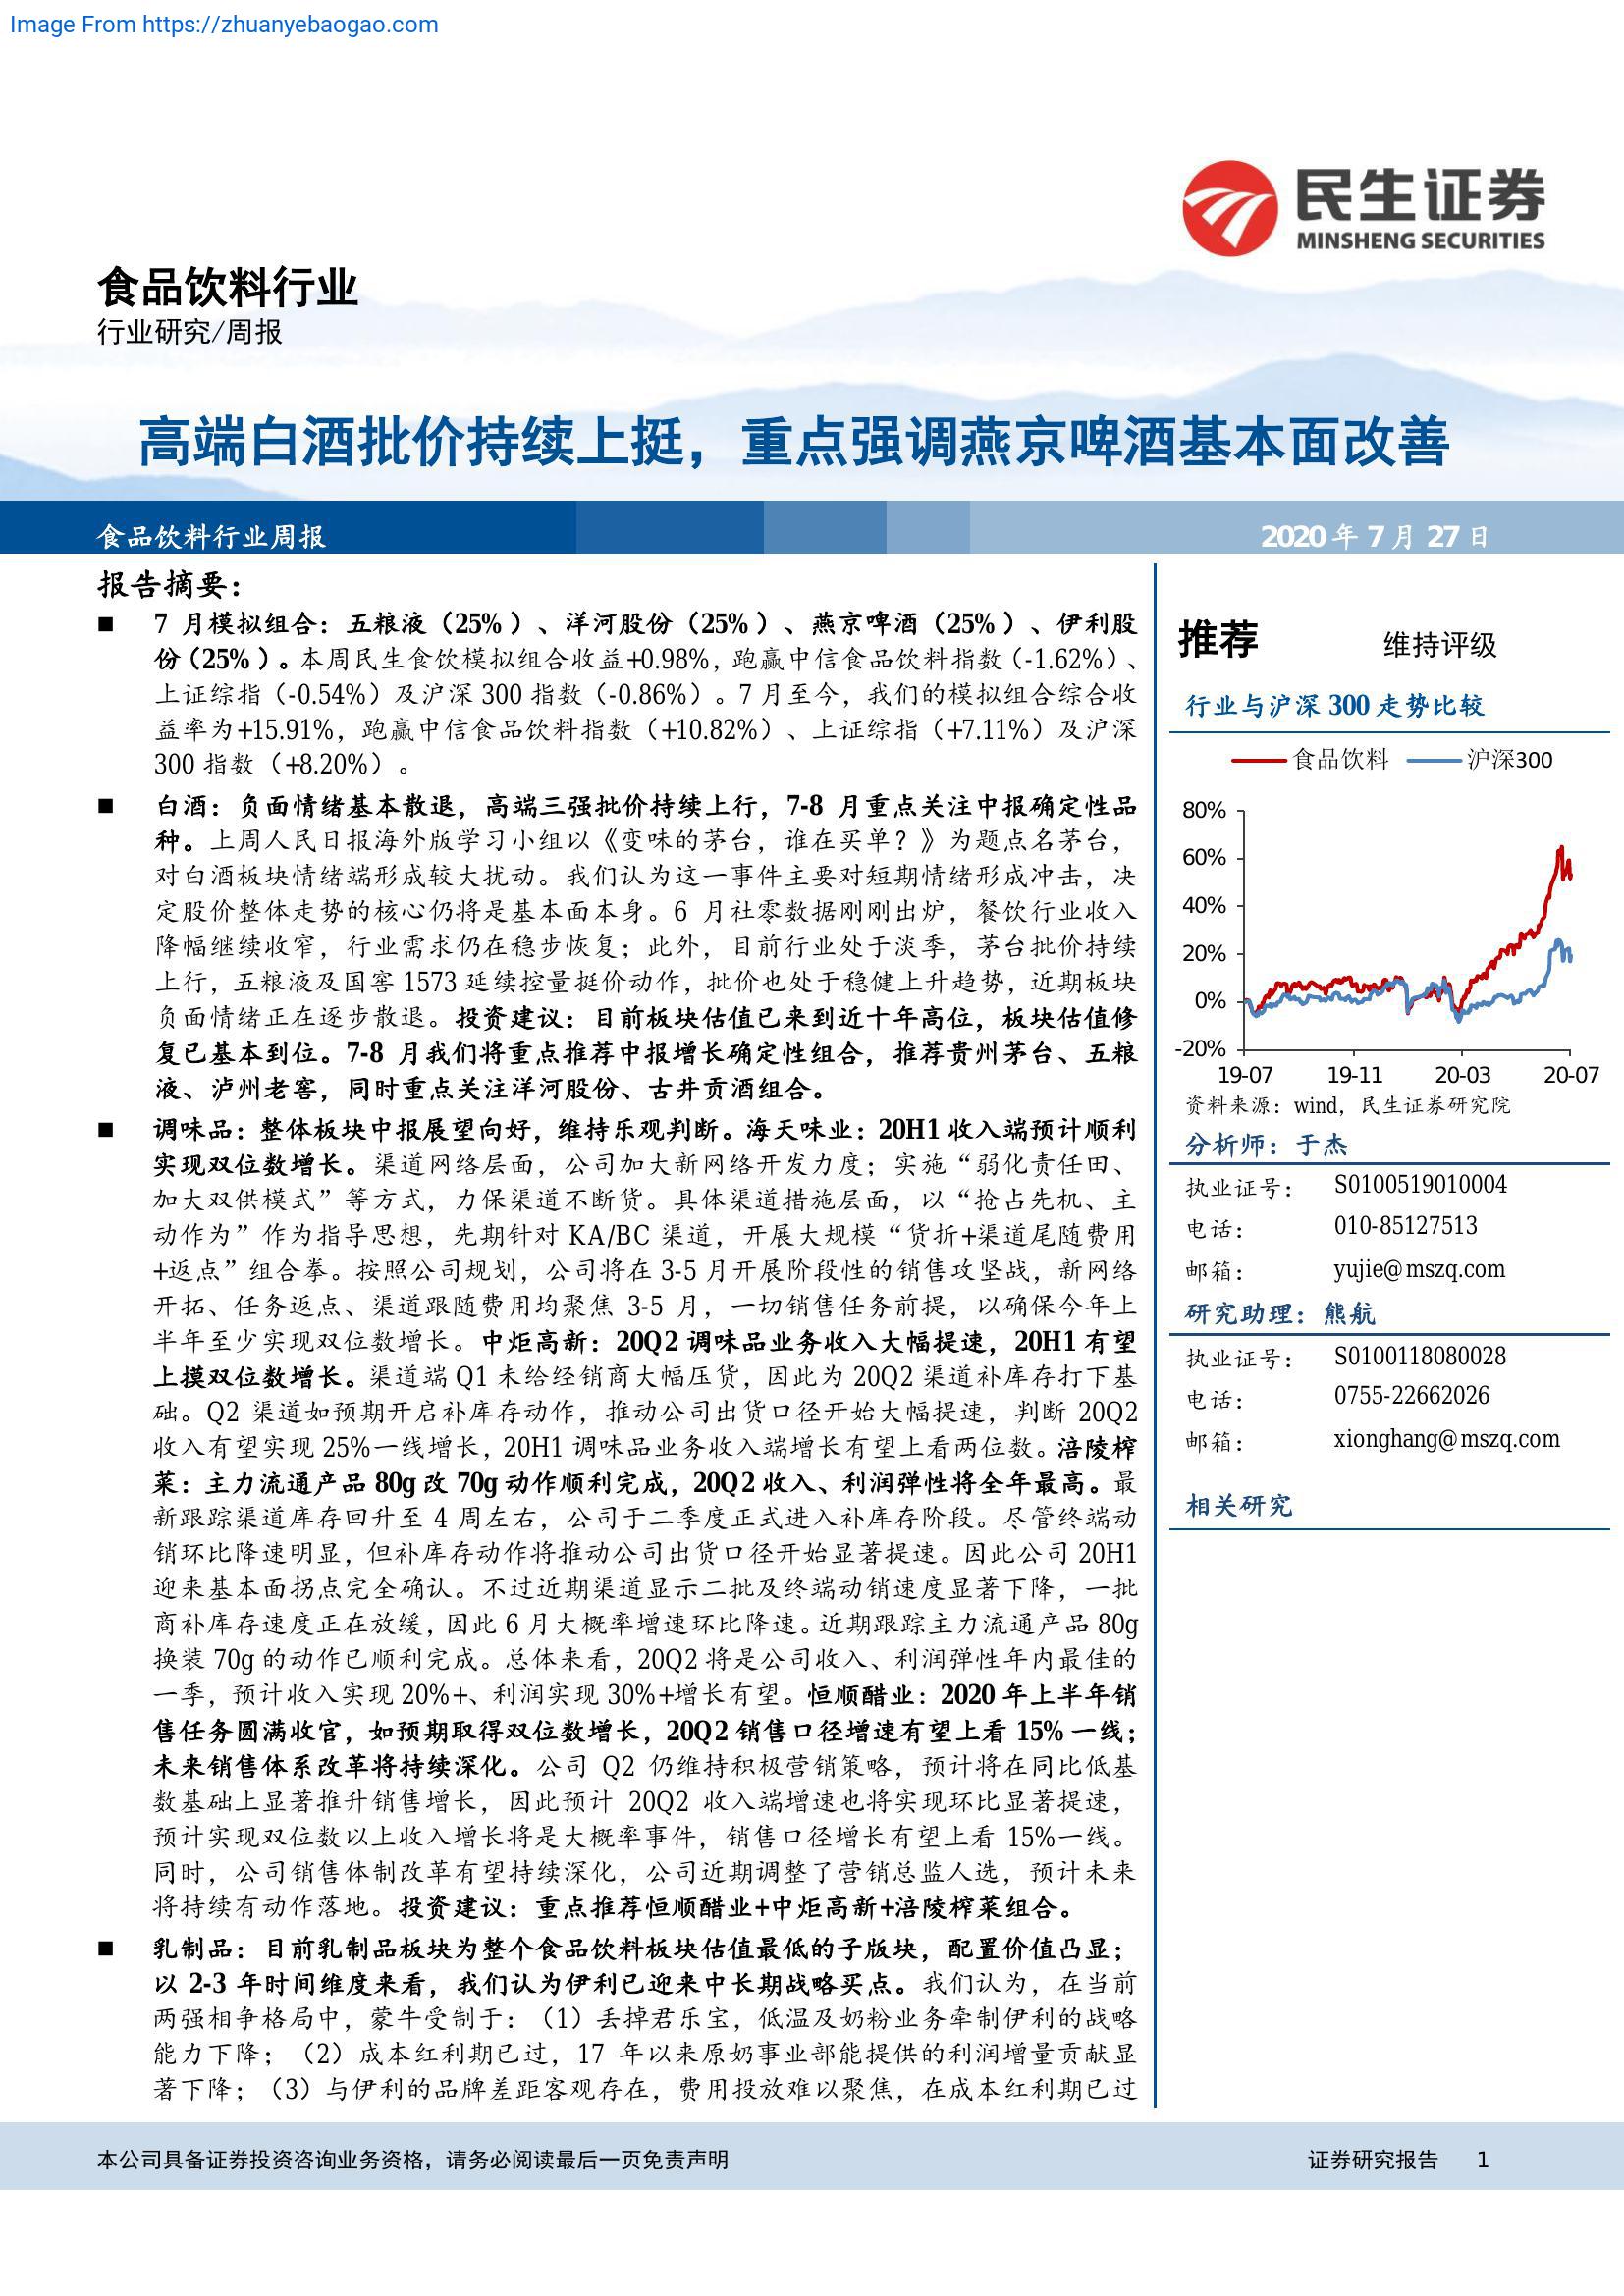 Image From https://zhuanyebaogao.com
民生证券
MINSHENG SECURITIES
食品饮料行业
行业研究/周报
高端白酒批价持续上挺，重点强调燕京啤酒基本面改善
食品饮料行业周报
2020 年 7 月 27 日
报告摘要：
■ 7 月模拟组合：五粮液（25%）、洋河股份（25%）、燕京啤酒（25%）、伊利股
份（25%）。本周民生食饮模拟组合收益+0.98%，跑赢中信食品饮料指数（-1.62%）、
上证综指（-0.54%）及沪深 300 指数（-0.86%）。7 月至今，我们的模拟组合综合收
益率为+15.91%，跑赢中信食品饮料指数（+10.82%）、上证综指（+7.11%）及沪深
300 指数（+8.20%）。
■ 白酒：负面情绪基本散退，高端三强批价持续上行，7-8 月重点关注中报确定性品
种。上周人民日报海外版学习小组以《变味的茅台，谁在买单？》为题点名茅台，
对白酒板块情绪端形成较大扰动。我们认为这一事件主要对短期情绪形成冲击，决
定股价整体走势的核心仍将是基本面本身。6 月社零数据刚刚出炉，餐饮行业收入
降幅继续收窄，行业需求仍在稳步恢复；此外，目前行业处于淡季，茅台批价持续
上行，五粮液及国窖 1573 延续控量挺价动作，批价也处于稳健上升趋势，近期板块
负面情绪正在逐步散退。投资建议：目前板块估值已来到近十年高位，板块估值修
复已基本到位。7-8 月我们将重点推荐中报增长确定性组合，推荐贵州茅台、五粮
液、泸州老窖，同时重点关注洋河股份、古井贡酒组合。
■ 调味品：整体板块中报展望向好，维持乐观判断。海天味业：20H1 收入端预计顺利
实现双位数增长。渠道网络层面，公司加大新网络开发力度；实施“弱化责任田、
加大双供模式”等方式，力保渠道不断货。具体渠道措施层面，以“抢占先机、主
动作为”作为指导思想，先期针对 KA/BC 渠道，开展大规模“货折+渠道尾随费用
+返点”组合拳。按照公司规划，公司将在 3-5 月开展阶段性的销售攻坚战，新网络
开拓、任务返点、渠道跟随费用均聚焦 3-5 月，一切销售任务前提，以确保今年上
半年至少实现双位数增长。中炬高新：20Q2 调味品业务收入大幅提速，20H1 有望
上摸双位数增长。渠道端 Q1 未给经销商大幅压货，因此为 20Q2 渠道补库存打下基
础。Q2 渠道如预期开启补库存动作，推动公司出货口径开始大幅提速，判断 20Q2
收入有望实现 25%一线增长，20H1 调味品业务收入端增长有望上看两位数。涪陵榨
菜：主力流通产品 80g 改 70g 动作顺利完成，20Q2 收入、利润弹性将全年最高。最
新跟踪渠道库存回升至 4 周左右，公司于二季度正式进入补库存阶段。尽管终端动
销环比降速明显，但补库存动作将推动公司出货口径开始显著提速。因此公司 20H1
迎来基本面拐点完全确认。不过近期渠道显示二批及终端动销速度显著下降，一批
商补库存速度正在放缓，因此 6 月大概率增速环比降速。近期跟踪主力流通产品 80g
换装 70g 的动作已顺利完成。总体来看，20Q2 将是公司收入、利润弹性年内最佳的
一季，预计收入实现 20%+、利润实现 30%+增长有望。恒顺醋业：2020 年上半年销
售任务圆满收官，如预期取得双位数增长，20Q2 销售口径增速有望上看 15%一线；
未来销售体系改革将持续深化。公司 Q2 仍维持积极营销策略，预计将在同比低基
数基础上显著推升销售增长，因此预计 20Q2 收入端增速也将实现环比显著提速，
预计实现双位数以上收入增长将是大概率事件，销售口径增长有望上看 15%一线。
同时，公司销售体制改革有望持续深化，公司近期调整了营销总监人选，预计未来
将持续有动作落地。投资建议：重点推荐恒顺醋业+中炬高新+涪陵榨菜组合。
■ 乳制品：目前乳制品板块为整个食品饮料板块估值最低的子版块，配置价值凸显；
以 2-3 年时间维度来看，我们认为伊利已迎来中长期战略买点。我们认为，在当前
两强相争格局中，蒙牛受制于：（1）丢掉君乐宝，低温及奶粉业务牵制伊利的战略
能力下降；（2）成本红利期已过，17 年以来原奶事业部能提供的利润增量贡献显
著下降；（3）与伊利的品牌差距客观存在，费用投放难以聚焦，在成本红利期已过
推荐 维持评级
行业与沪深 300 走势比较
食品饮料 沪深300
80%
60%
40%
20%
0%
-20%
19-07 19-11 20-03 20-07
资料来源：wind，民生证券研究院
分析师：于杰
执业证号： S0100519010004
电话： 010-85127513
邮箱： yujie@mszq.com
研究助理：熊航
执业证号： S0100118080028
电话： 0755-22662026
邮箱： xionghang@mszq.com
相关研究
本公司具备证券投资咨询业务资格，请务必阅读最后一页免责声明
证券研究报告 1